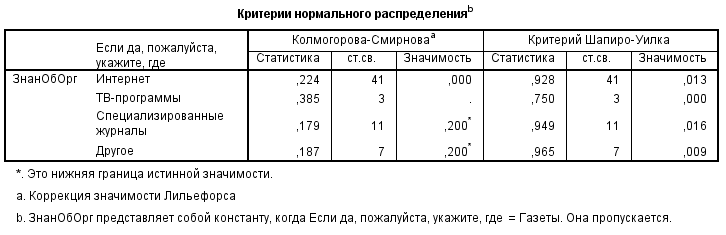 Критерии нормального распределения^b
Если да, пожалуйста, укажите, где Колмогорова-Смирнова^a Критерий Шапиро-Уилка
Статистика ст.св. Значимость Статистика ст.св. Значимость
ЗнанОбОрг Интернет ,224 41 ,000 ,928 41 ,013
ТВ-программы ,385 3 . ,750 3 ,000
Специализированные журналы ,179 11 ,200* ,949 11 ,016
Другое ,187 7 ,200* ,965 7 ,009
*. Это нижняя граница истинной значимости.
a. Коррекция значимости Лильефорса
b. ЗнанОбОрг представляет собой константу, когда Если да, пожалуйста, укажите, где = Газеты. Она пропускается.